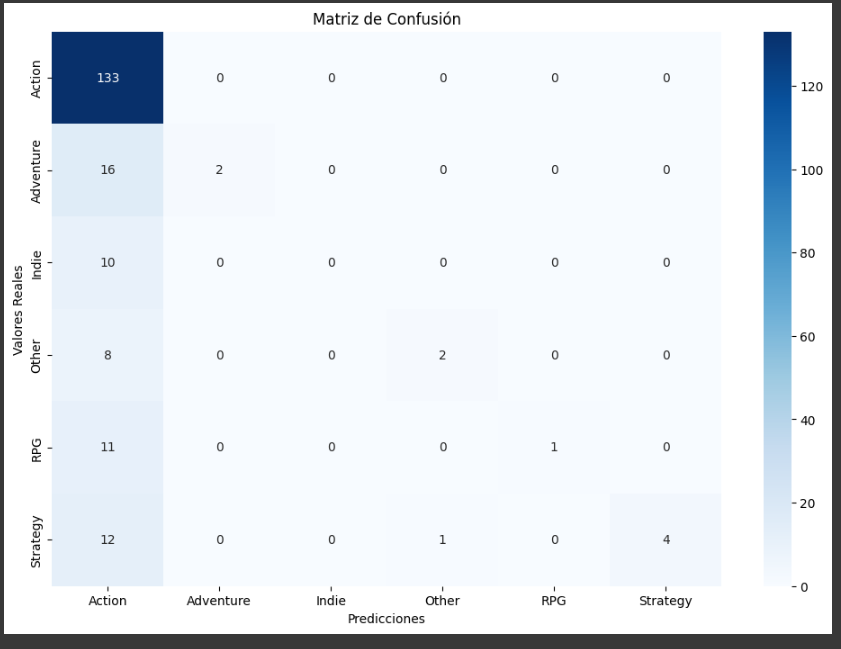 Matriz de Confusión
Valores Reales
Action 133 0 0 0 0 0
Adventure 16 2 0 0 0 0
Indie 10 0 0 0 0 0
Other 8 0 0 2 0 0
RPG 11 0 0 0 1 0
Strategy 12 0 0 1 0 4
Action Adventure Indie Other RPG Strategy
Predicciones
120
100
80
60
40
20
0